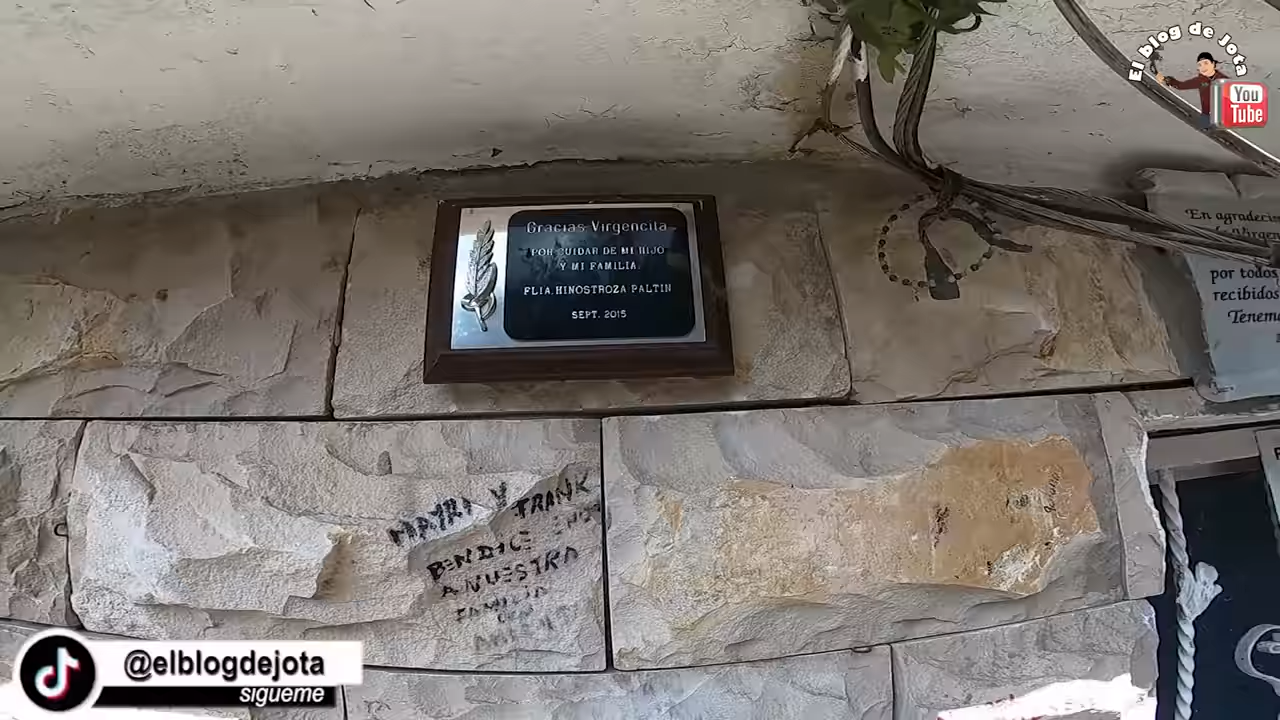 El blog de Jota
You
Tube
Gracias Virgencita
POR CUIDAR DE MI HIJO
Y MI FAMILIA.
FLIA. HINOSTROZA PALTIN
SEPT. 2015
En agradecim
por todos
recibidos
Tenem
MAYRA Y FRANK
BENDICE
A NUESTRA
FAMILIA
@elblogdejota
sigueme